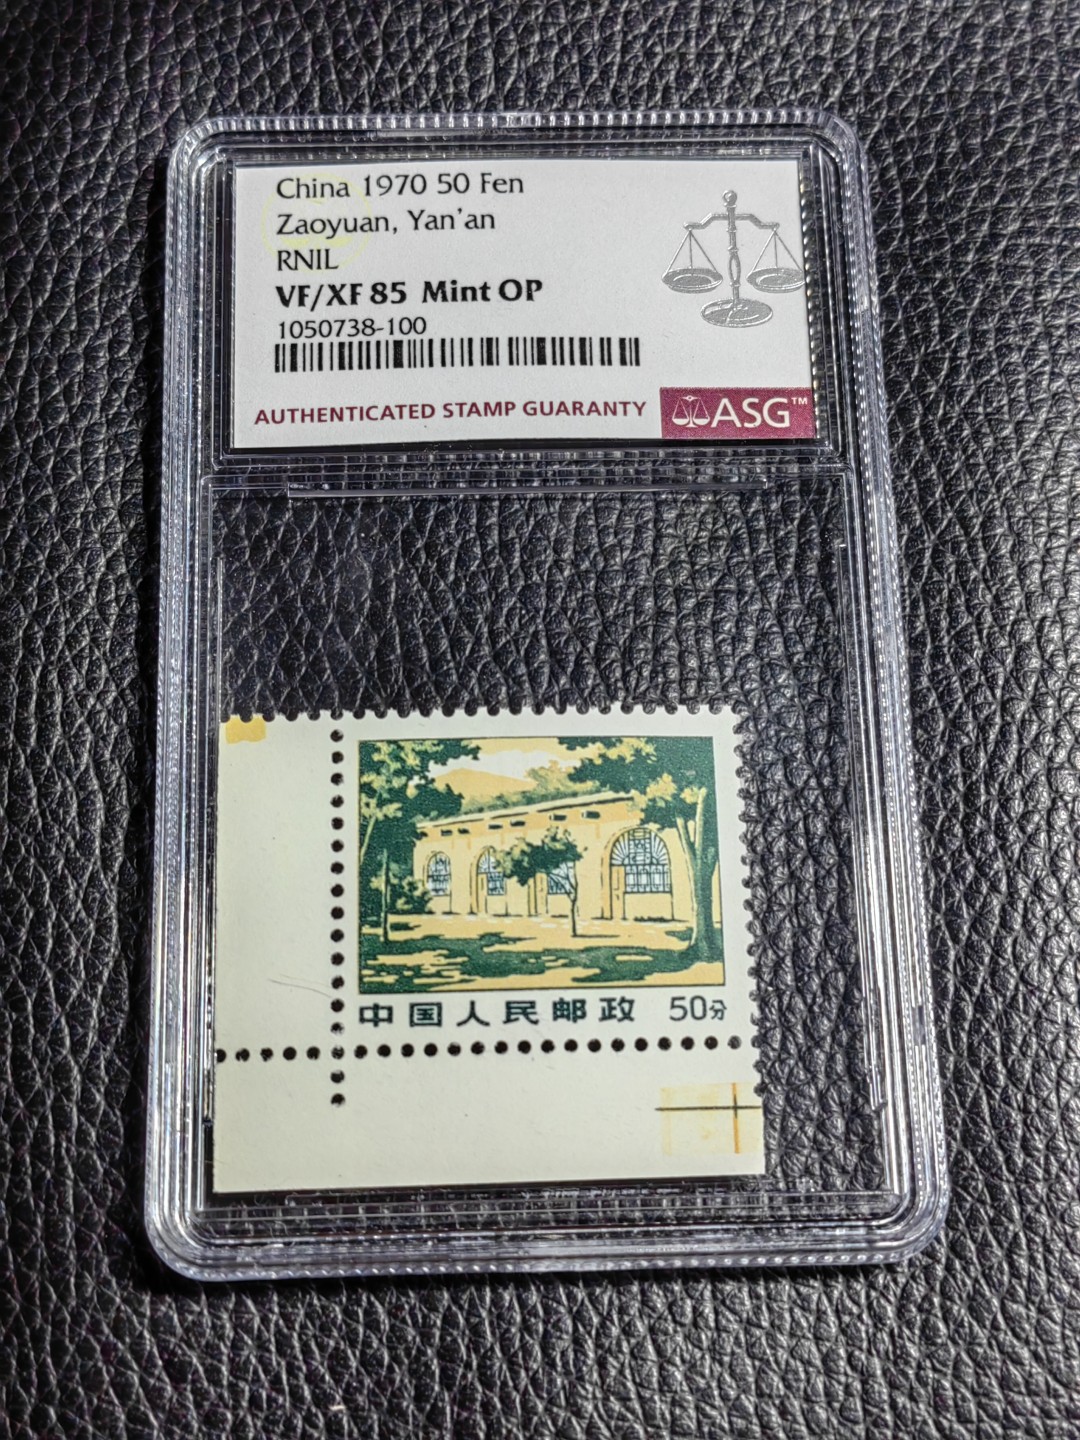 China 1970 50 Fen
Zaoyuan, Yan'an
RNIL
VF/XF 85 Mint OP
1050738-100
AUTHENTICATED STAMP GUARANTY
ASG™
中国人民邮政 50分